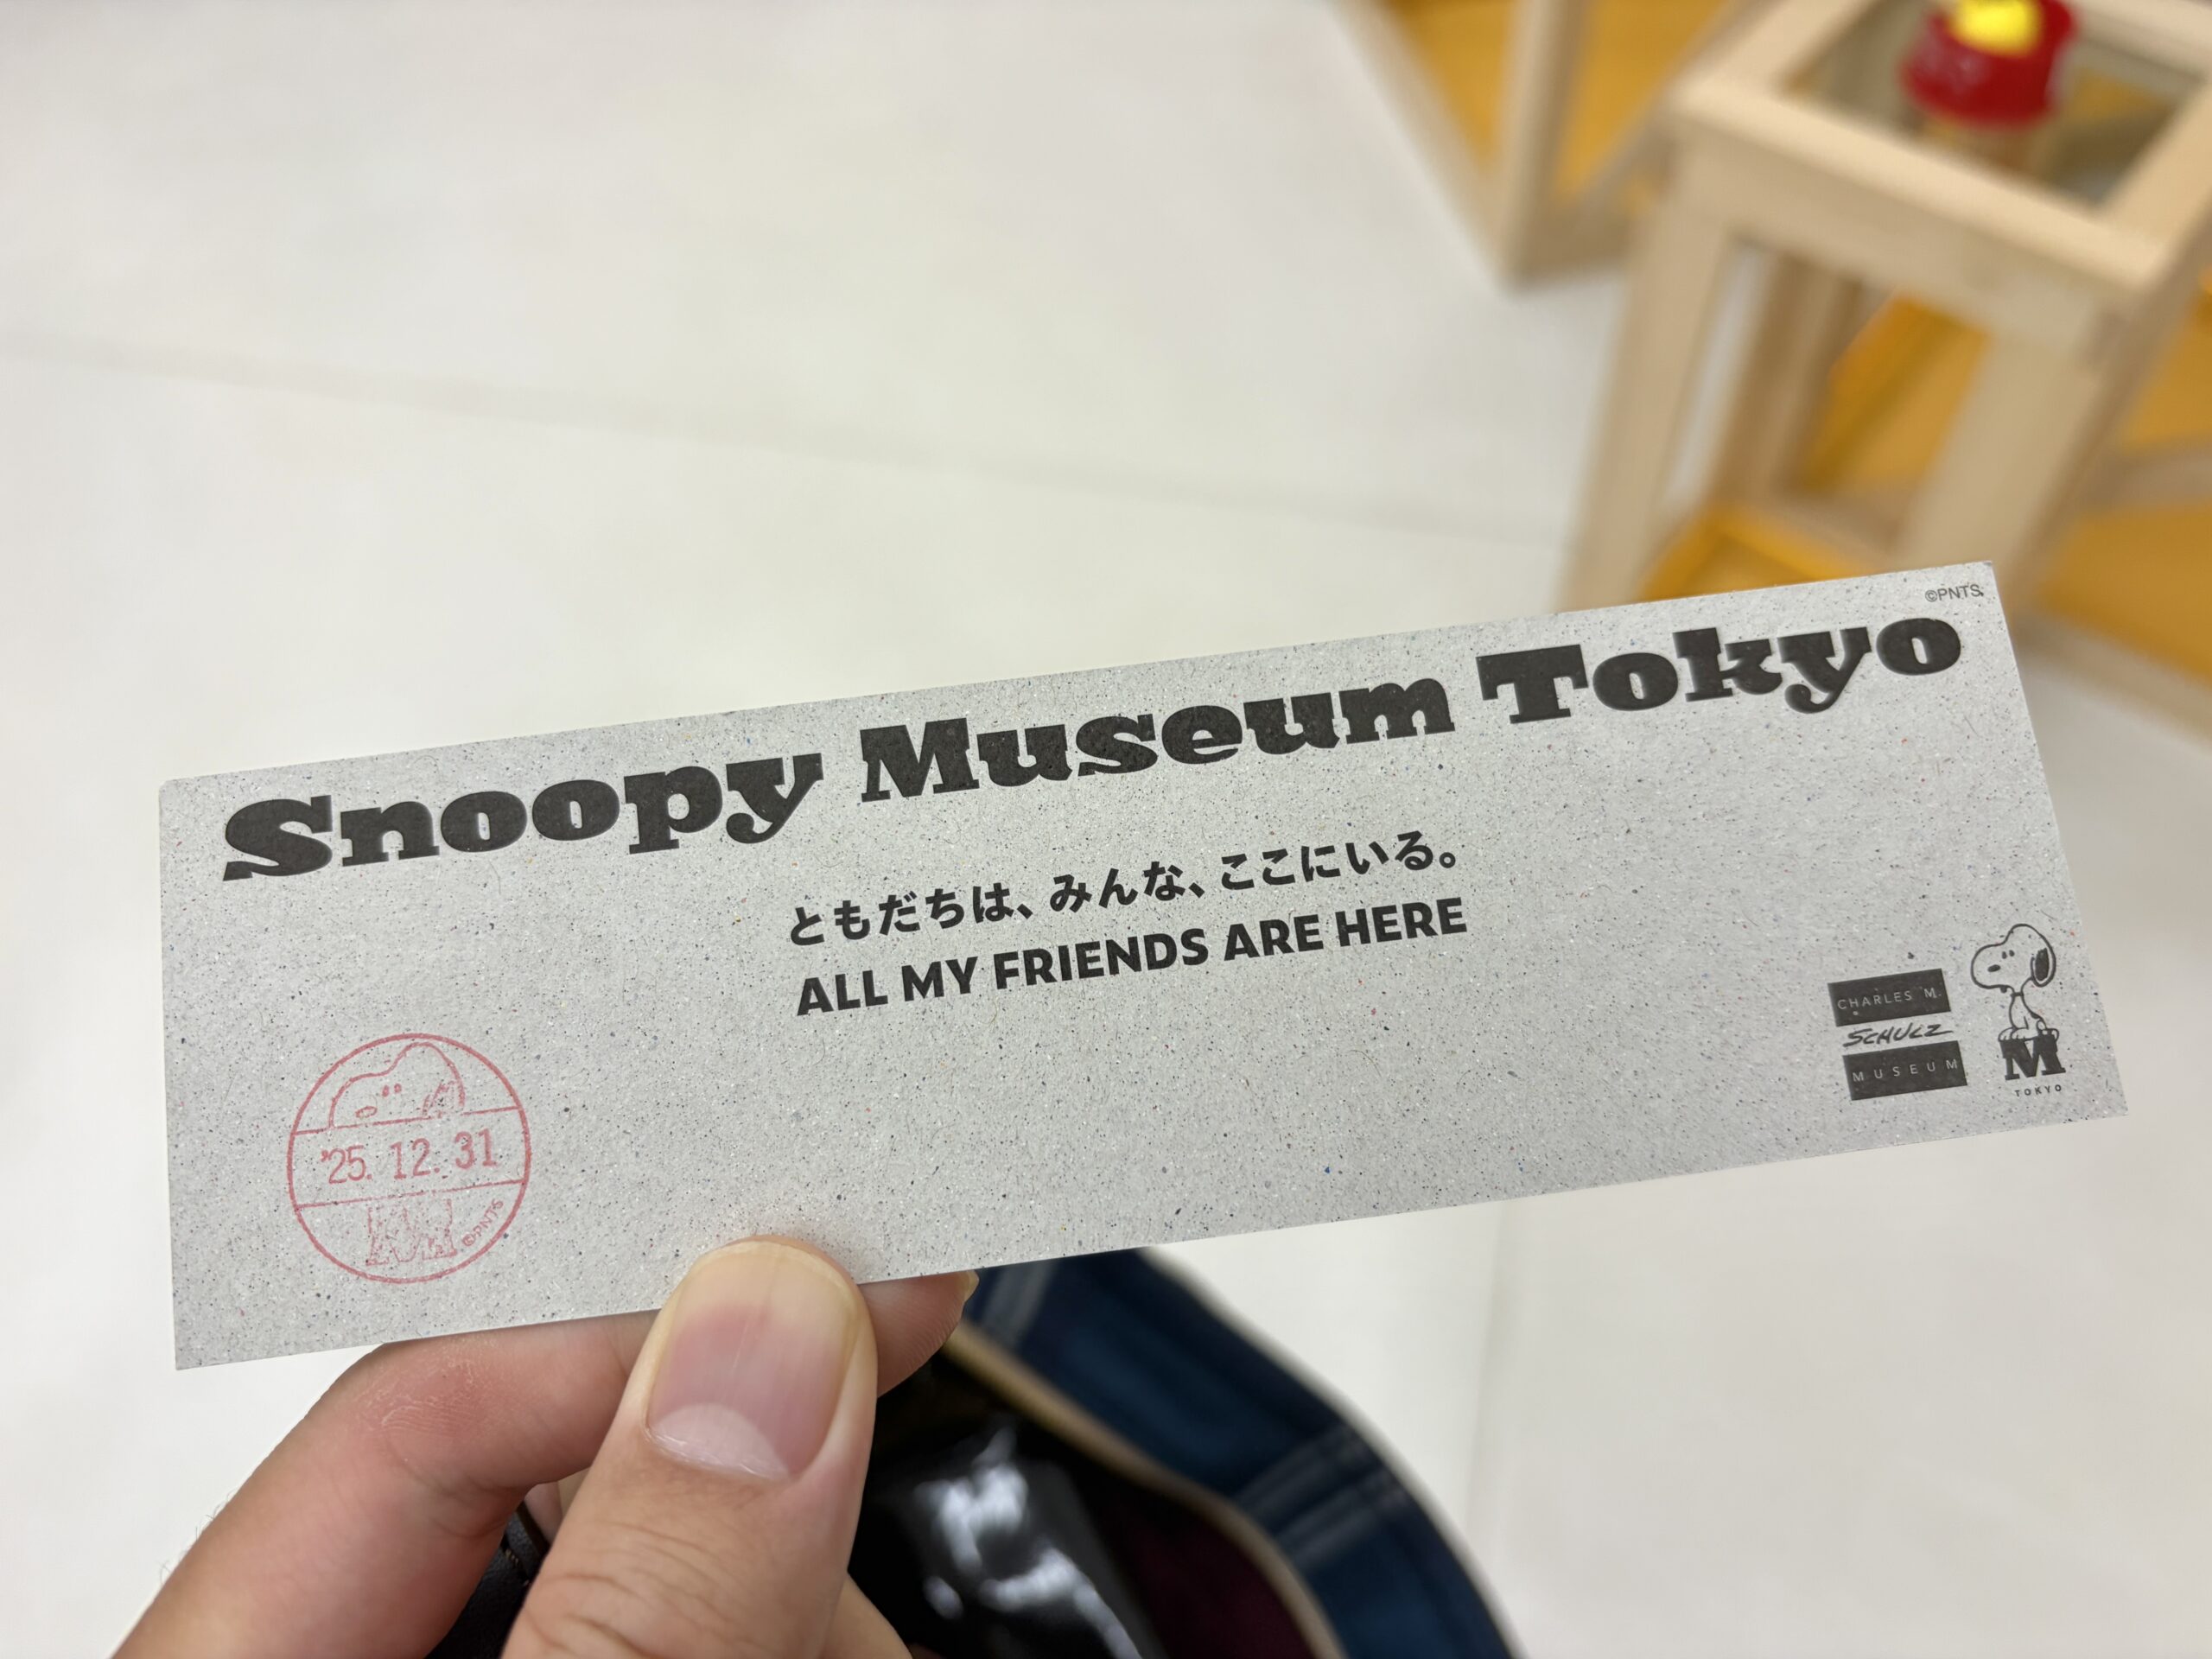 ©PNTS.
Snoopy Museum Tokyo
ともだちは、みんな、ここにいる。
ALL MY FRIENDS ARE HERE
CHARLES M.
SCHULZ
MUSEUM
M
TOKYO
'25.12.31
M
©PNTS